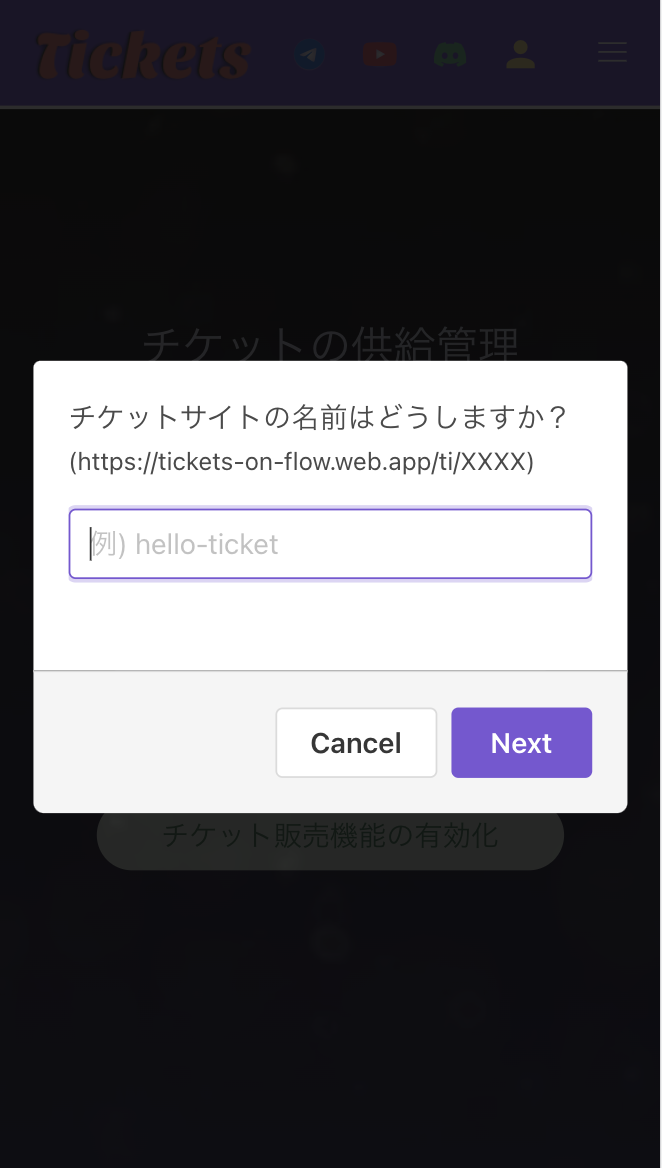 Tickets
チケットの供給管理
チケットサイトの名前はどうしますか？
(https://tickets-on-flow.web.app/ti/XXXX)
例) hello-ticket
Cancel
Next
チケット販売機能の有効化